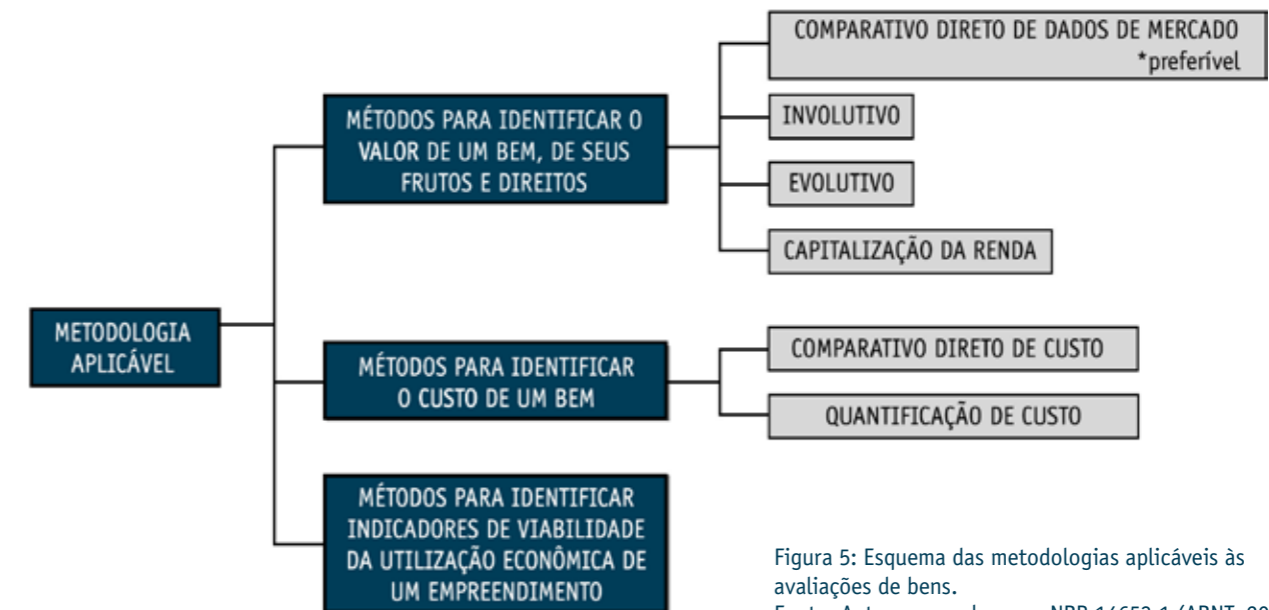 COMPARATIVO DIRETO DE DADOS DE MERCADO
*preferível
MÉTODOS PARA IDENTIFICAR O
VALOR DE UM BEM, DE SEUS
FRUTOS E DIREITOS
INVOLUTIVO
EVOLUTIVO
CAPITALIZAÇÃO DA RENDA
METODOLOGIA
APLICÁVEL
MÉTODOS PARA IDENTIFICAR
O CUSTO DE UM BEM
COMPARATIVO DIRETO DE CUSTO
QUANTIFICAÇÃO DE CUSTO
MÉTODOS PARA IDENTIFICAR
INDICADORES DE VIABILIDADE
DA UTILIZAÇÃO ECONÔMICA DE
UM EMPREENDIMENTO
Figura 5: Esquema das metodologias aplicáveis às
avaliações de bens.